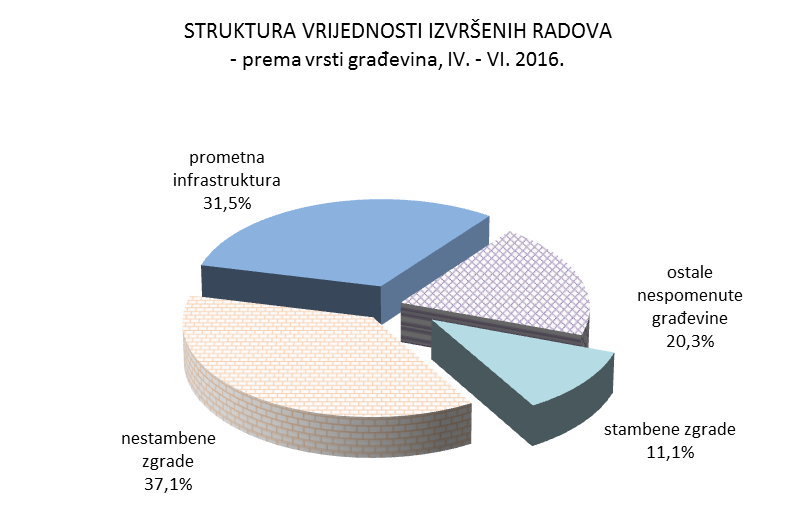 STRUKTURA VRIJEDNOSTI IZVRŠENIH RADOVA
- prema vrsti građevina, IV. - VI. 2016.
prometna
infrastruktura
31,5%
ostale
nespomenute
građevine
20,3%
stambene zgrade
11,1%
nestambene
zgrade
37,1%